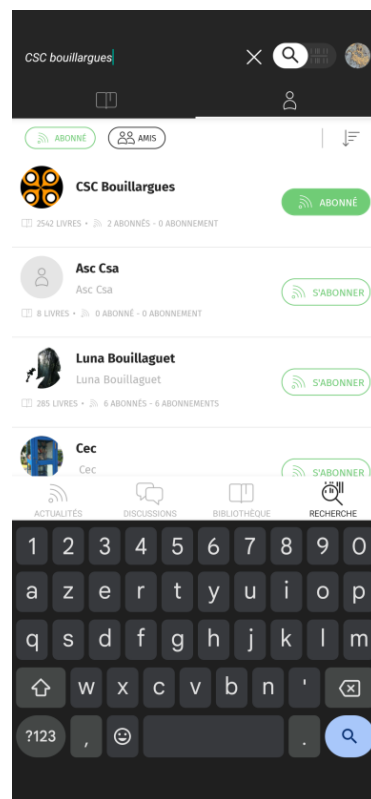 CSC bouillargues
ABONNÉ AMIS
CSC Bouillargues
ABONNÉ
2542 LIVRES • 2 ABONNÉS - 0 ABONNEMENT
Asc Csa
Asc Csa
S'ABONNER
8 LIVRES • 0 ABONNÉ - 0 ABONNEMENT
Luna Bouillaguet
Luna Bouillaguet
S'ABONNER
285 LIVRES • 6 ABONNÉS - 6 ABONNEMENTS
Cec
Cec
S'ABONNER
ACTUALITÉS DISCUSSIONS BIBLIOTHÈQUE RECHERCHE
1 2 3 4 5 6 7 8 9 0
a z e r t y u i o p
q s d f g h j k l m
w x c v b n '
?123 , .